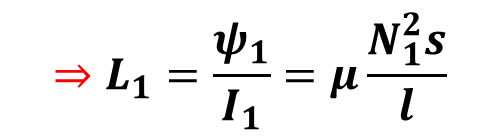 ⇒ L₁ = ψ₁/I₁ = μ N₁²s/l